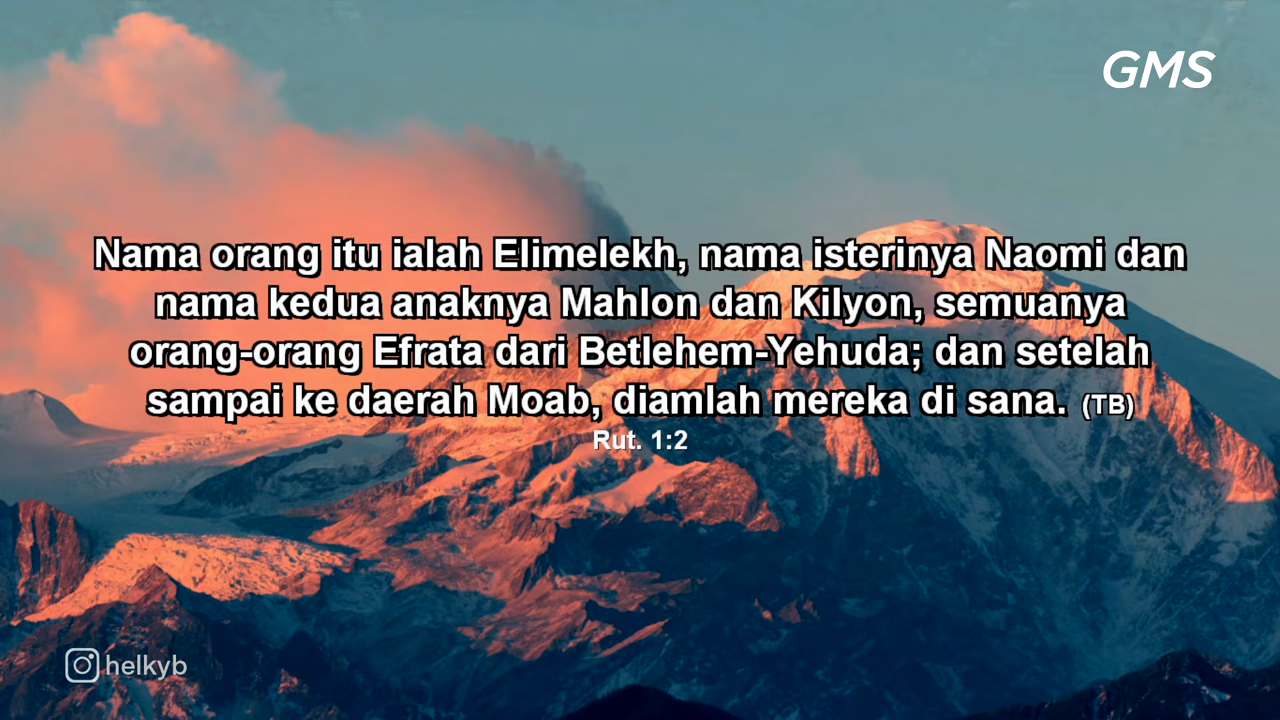 GMS
Nama orang itu ialah Elimelekh, nama isterinya Naomi dan
nama kedua anaknya Mahlon dan Kilyon, semuanya
orang-orang Efrata dari Betlehem-Yehuda; dan setelah
sampai ke daerah Moab, diamlah mereka di sana. (TB)
Rut. 1:2
helkyb